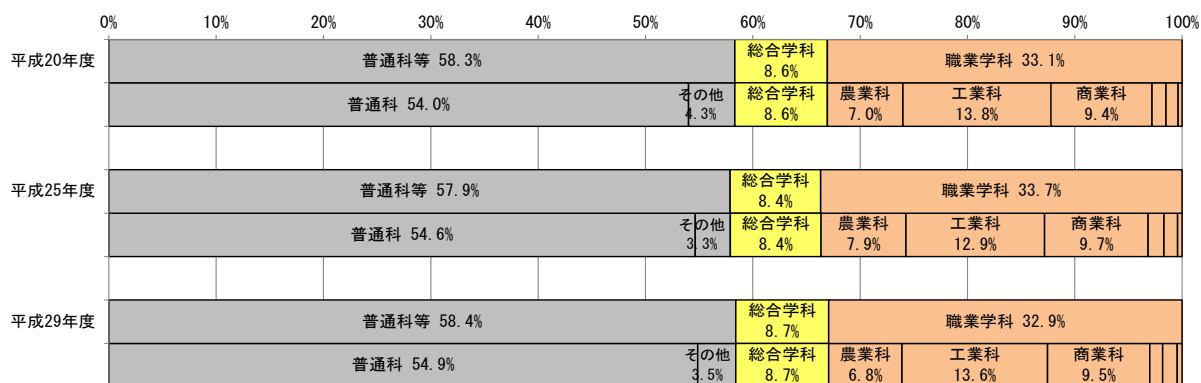 0% 10% 20% 30% 40% 50% 60% 70% 80% 90% 100%
平成20年度
普通科等 58.3%
総合学科
8.6%
職業学科 33.1%
普通科 54.0%
その他
4.3%
総合学科
8.6%
農業科
7.0%
工業科
13.8%
商業科
9.4%
平成25年度
普通科等 57.9%
総合学科
8.4%
職業学科 33.7%
普通科 54.6%
その他
3.3%
総合学科
8.4%
農業科
7.9%
工業科
12.9%
商業科
9.7%
平成29年度
普通科等 58.4%
総合学科
8.7%
職業学科 32.9%
普通科 54.9%
その他
3.5%
総合学科
8.7%
農業科
6.8%
工業科
13.6%
商業科
9.5%